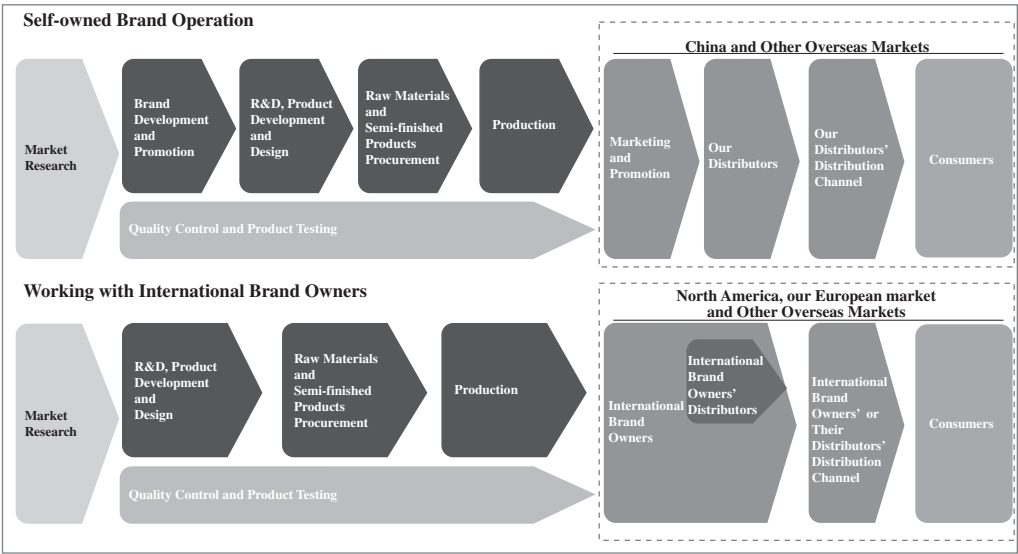 Self-owned Brand Operation
China and Other Overseas Markets
Market
Research
Brand
Development
and
Promotion
R&D, Product
Development
and
Design
Raw Materials
and
Semi-finished
Products
Procurement
Production
Quality Control and Product Testing
Marketing
and
Promotion
Our
Distributors
Our
Distributors’
Distribution
Channel
Consumers
Working with International Brand Owners
North America, our European market
and Other Overseas Markets
Market
Research
R&D, Product
Development
and
Design
Raw Materials
and
Semi-finished
Products
Procurement
Production
Quality Control and Product Testing
International
Brand
Owners
International
Brand
Owners’
Distributors
International
Brand
Owners’ or
Their
Distributors’
Distribution
Channel
Consumers